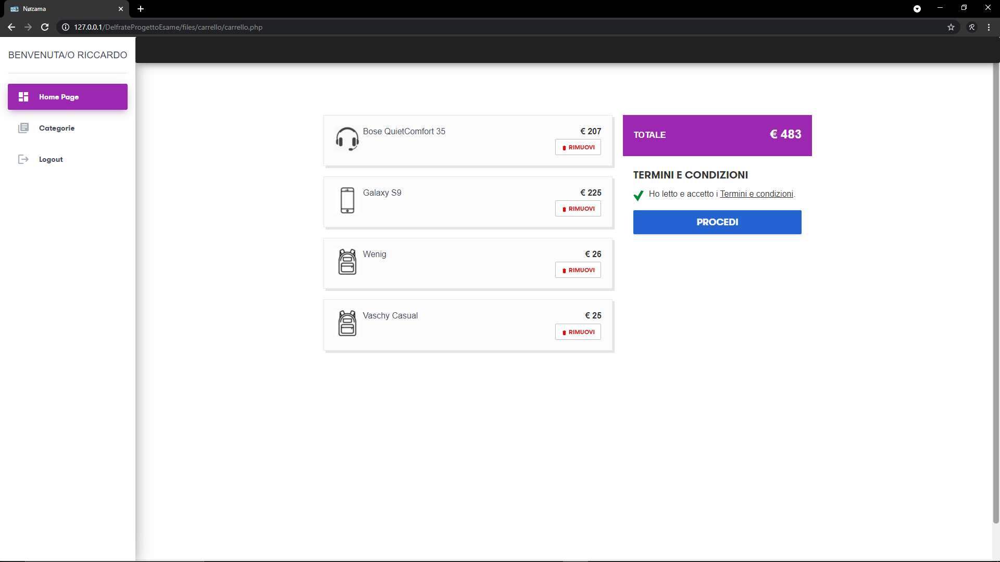 Nøzama
127.0.0.1/DelfrateProgettoEsame/files/carrello/carrello.php
R
BENVENUTA/O RICCARDO
Home Page
Categorie
Logout
Bose QuietComfort 35
€ 207
RIMUOVI
Galaxy S9
€ 225
RIMUOVI
Wenig
€ 26
RIMUOVI
Vaschy Casual
€ 25
RIMUOVI
TOTALE
€ 483
TERMINI E CONDIZIONI
Ho letto e accetto i Termini e condizioni.
PROCEDI